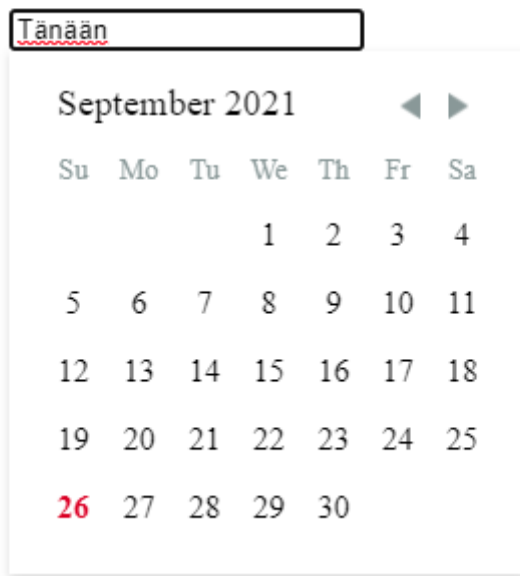 Tänään
September 2021
Su Mo Tu We Th Fr Sa
1 2 3 4
5 6 7 8 9 10 11
12 13 14 15 16 17 18
19 20 21 22 23 24 25
26 27 28 29 30